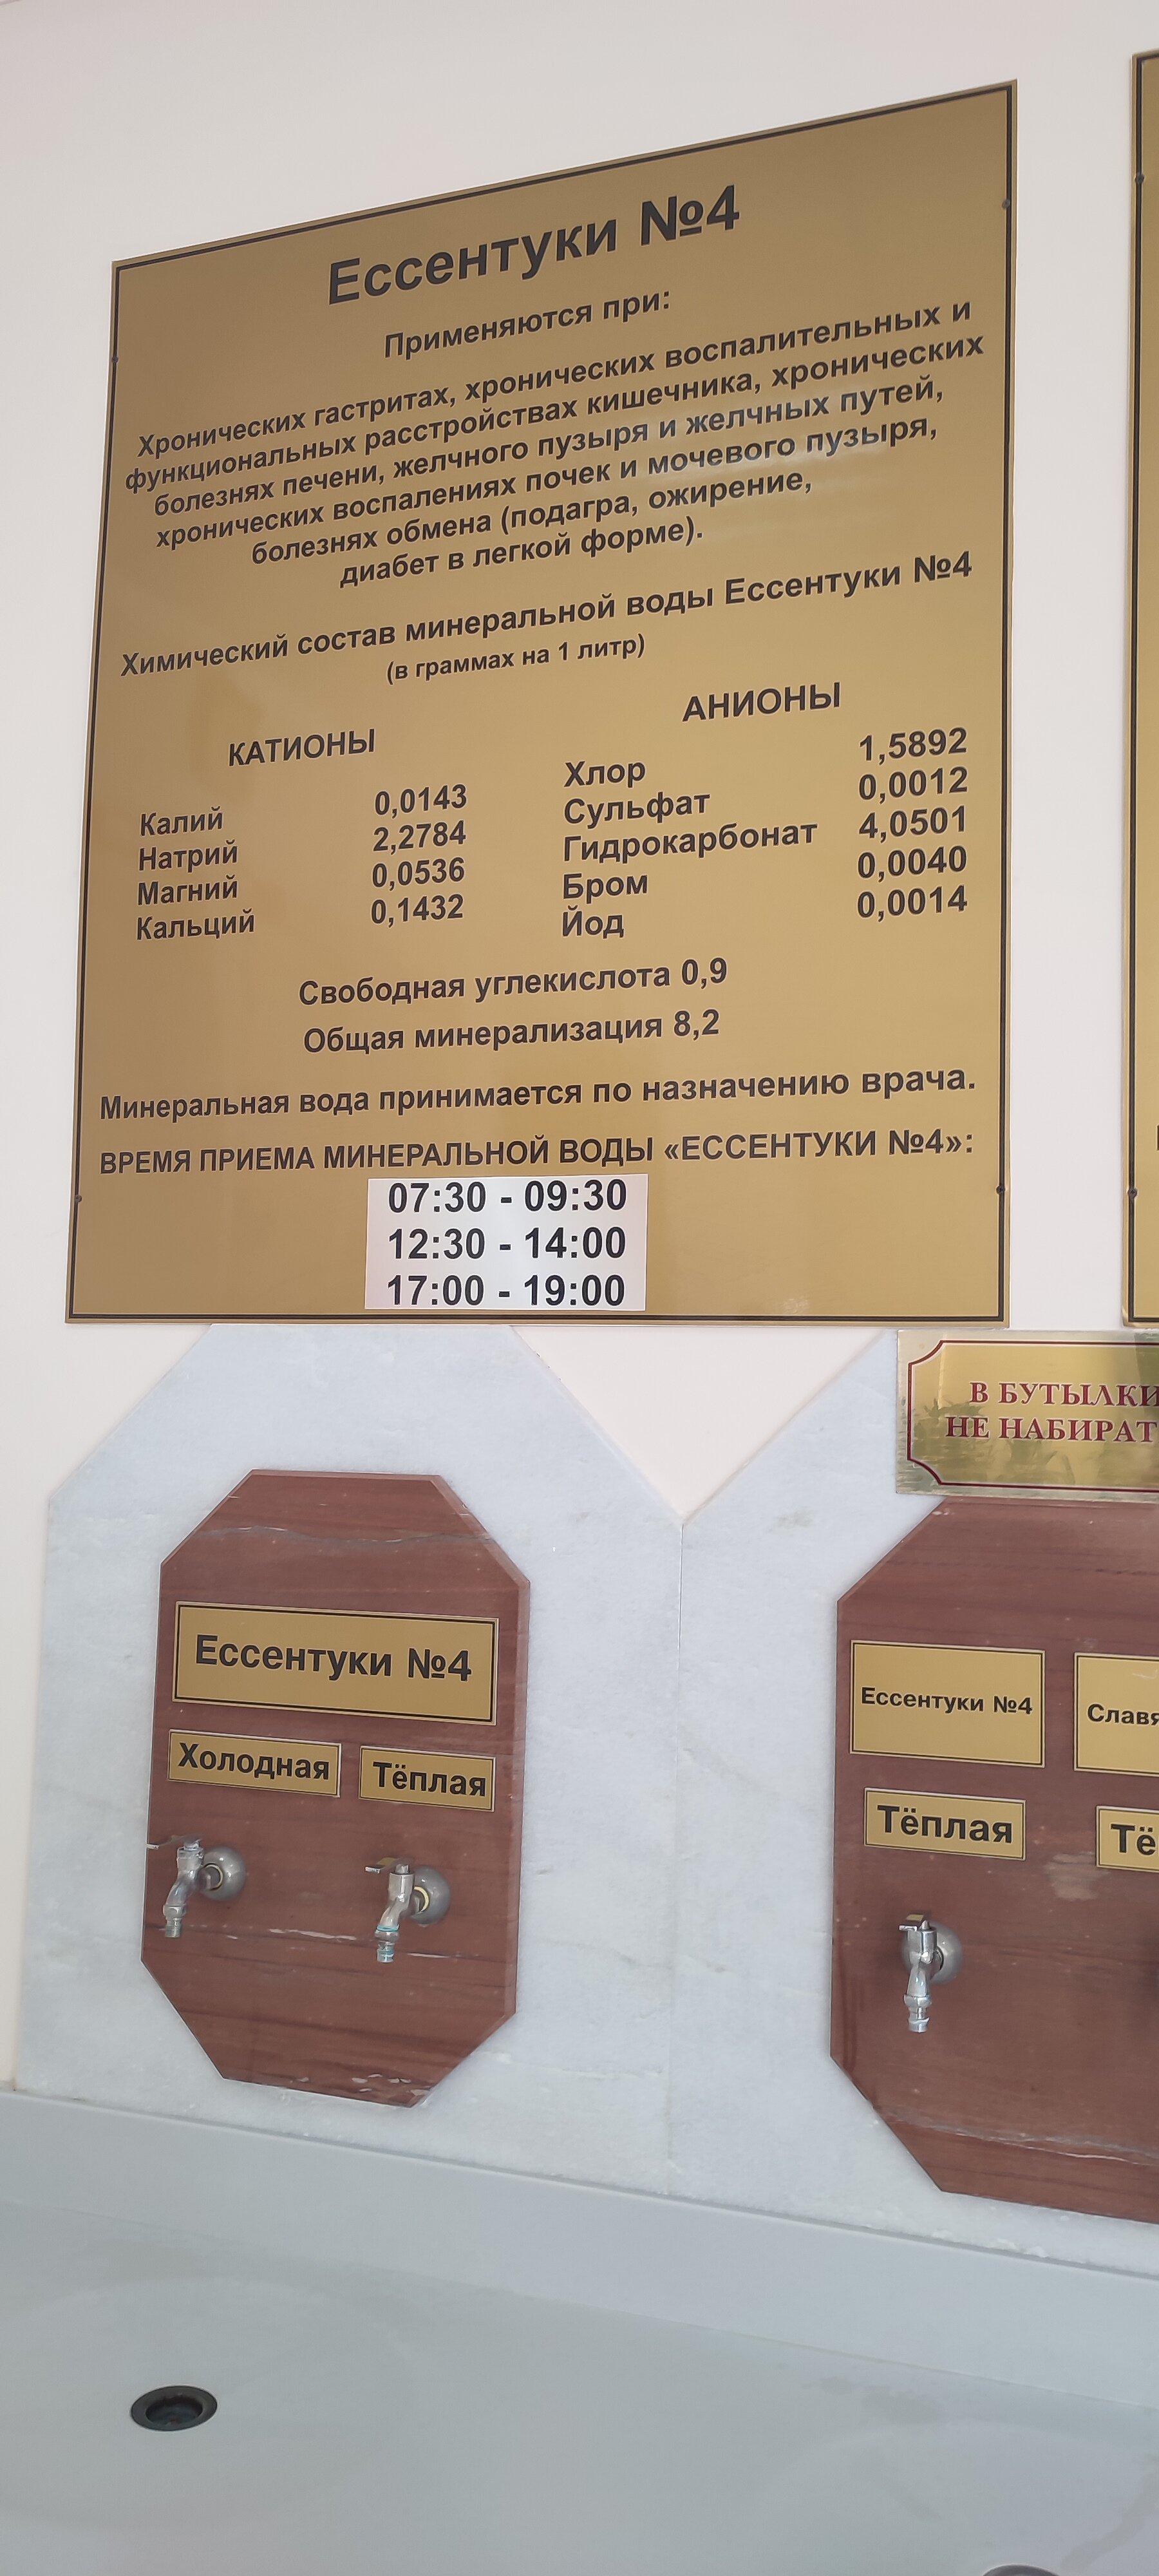 Ессентуки №4
Применяются при:
Хронических гастритах, хронических воспалительных и
функциональных расстройствах кишечника, хронических
болезнях печени, желчного пузыря и желчных путей,
хронических воспалениях почек и мочевого пузыря,
болезнях обмена (подагра, ожирение,
диабет в легкой форме).
Химический состав минеральной воды Ессентуки №4
(в граммах на 1 литр)
КАТИОНЫ
Калий 0,0143
Натрий 2,2784
Магний 0,0536
Кальций 0,1432
АНИОНЫ
Хлор 1,5892
Сульфат 0,0012
Гидрокарбонат 4,0501
Бром 0,0040
Йод 0,0014
Свободная углекислота 0,9
Общая минерализация 8,2
Минеральная вода принимается по назначению врача.
ВРЕМЯ ПРИЕМА МИНЕРАЛЬНОЙ ВОДЫ «ЕССЕНТУКИ №4»:
07:30 - 09:30
12:30 - 14:00
17:00 - 19:00
В БУТЫЛКИ
НЕ НАБИРАТ
Ессентуки №4
Холодная Тёплая
Ессентуки №4
Тёплая
Славя
Тё